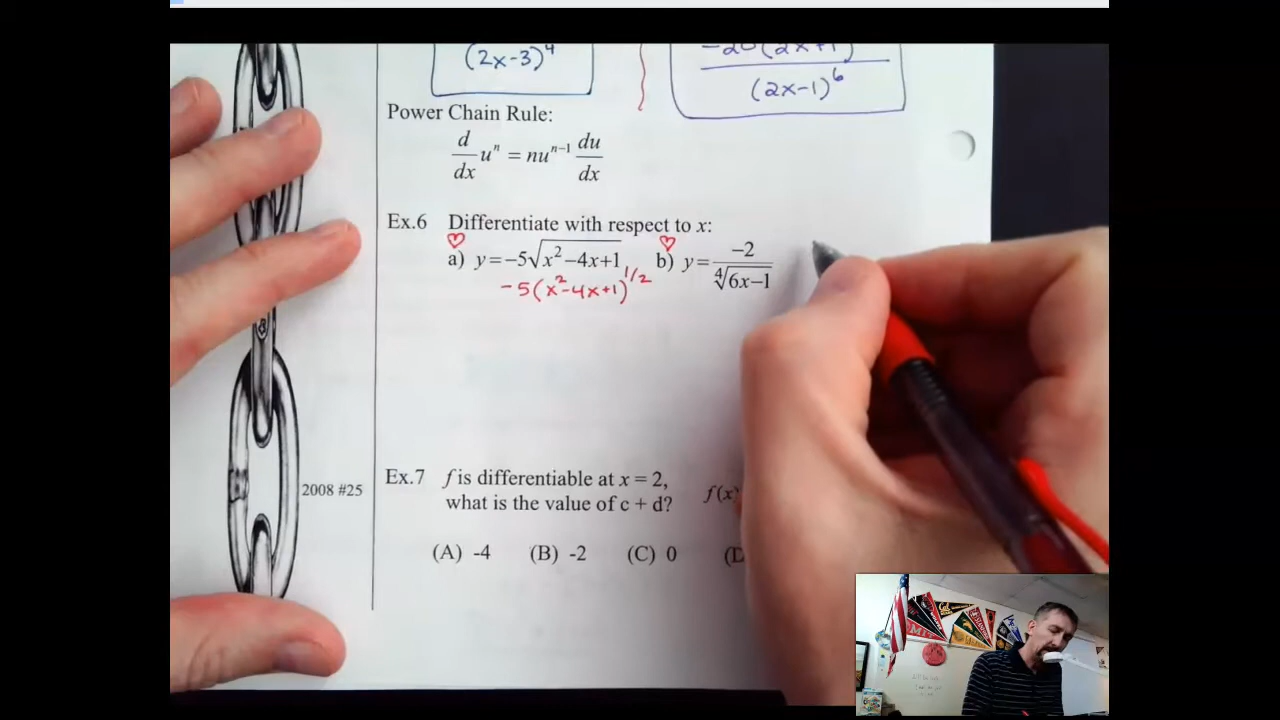 (2x-3)⁴
-20(2x+1)
(2x-1)⁶
Power Chain Rule:
d/dx uⁿ = nuⁿ⁻¹ du/dx
Ex.6 Differentiate with respect to x:
a) y=-5√(x²-4x+1) b) y=-2/∜(6x-1)
-5(x²-4x+1)^1/2
2008 #25
Ex.7 f is differentiable at x = 2,
what is the value of c + d? f(x)
(A) -4 (B) -2 (C) 0 (D